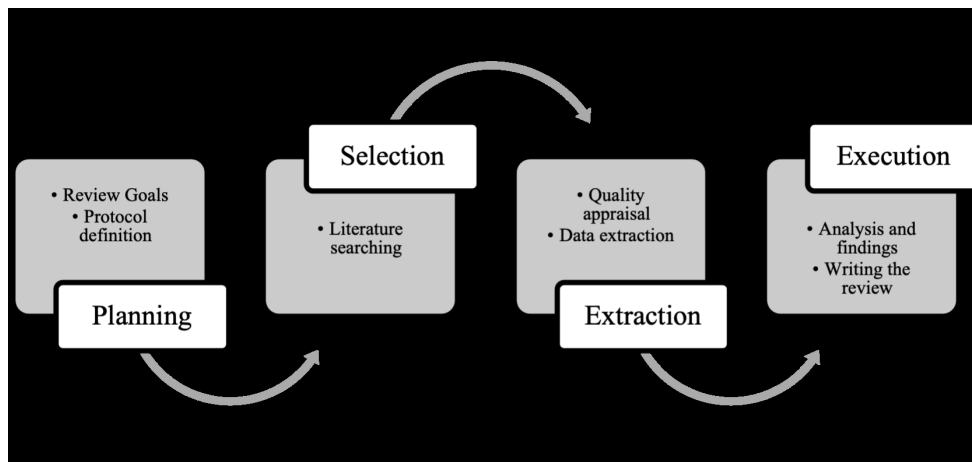 • Review Goals
• Protocol
definition
Planning
Selection
• Literature
searching
• Quality
appraisal
• Data extraction
Extraction
Execution
• Analysis and
findings
• Writing the
review